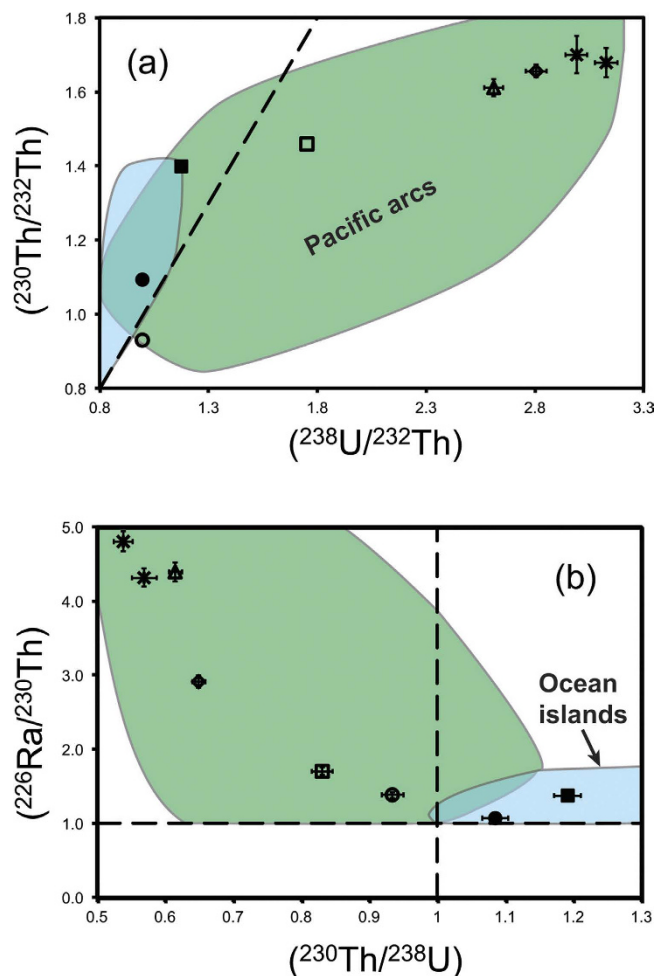 (a)
1.8
1.6
1.4
1.2
1.0
0.8
(²³⁰Th/²³²Th)
Pacific arcs
0.8 1.3 1.8 2.3 2.8 3.3
(²³⁸U/²³²Th)
(b)
5.0
4.0
3.0
2.0
1.0
0.0
(²²⁶Ra/²³⁰Th)
Ocean
islands
0.5 0.6 0.7 0.8 0.9 1 1.1 1.2 1.3
(²³⁰Th/²³⁸U)